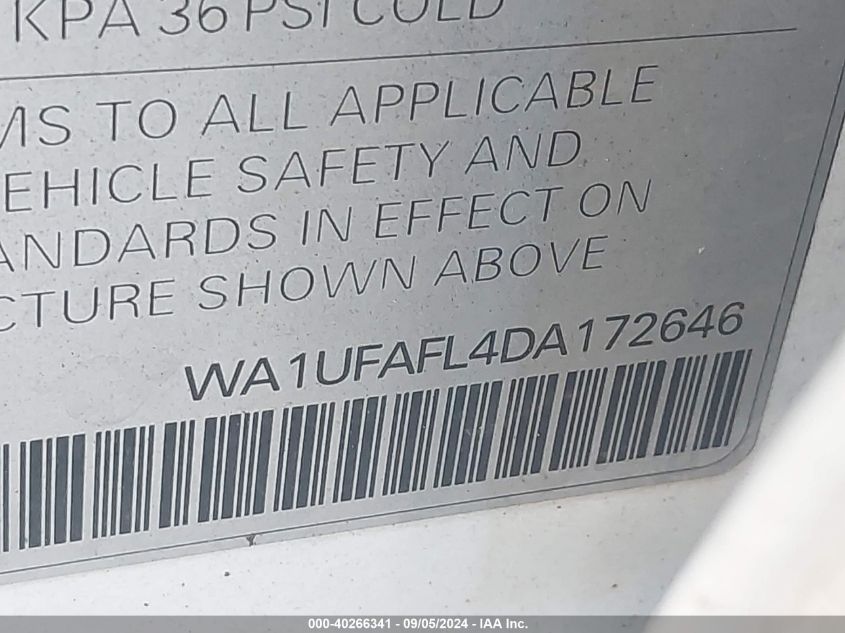 KPA 36 PSI COLD
MS TO ALL APPLICABLE
EHICLE SAFETY AND
ANDARDS IN EFFECT ON
CTURE SHOWN ABOVE
WA1UFAFL4DA172646
000-40266341 - 09/05/2024 - IAA Inc.